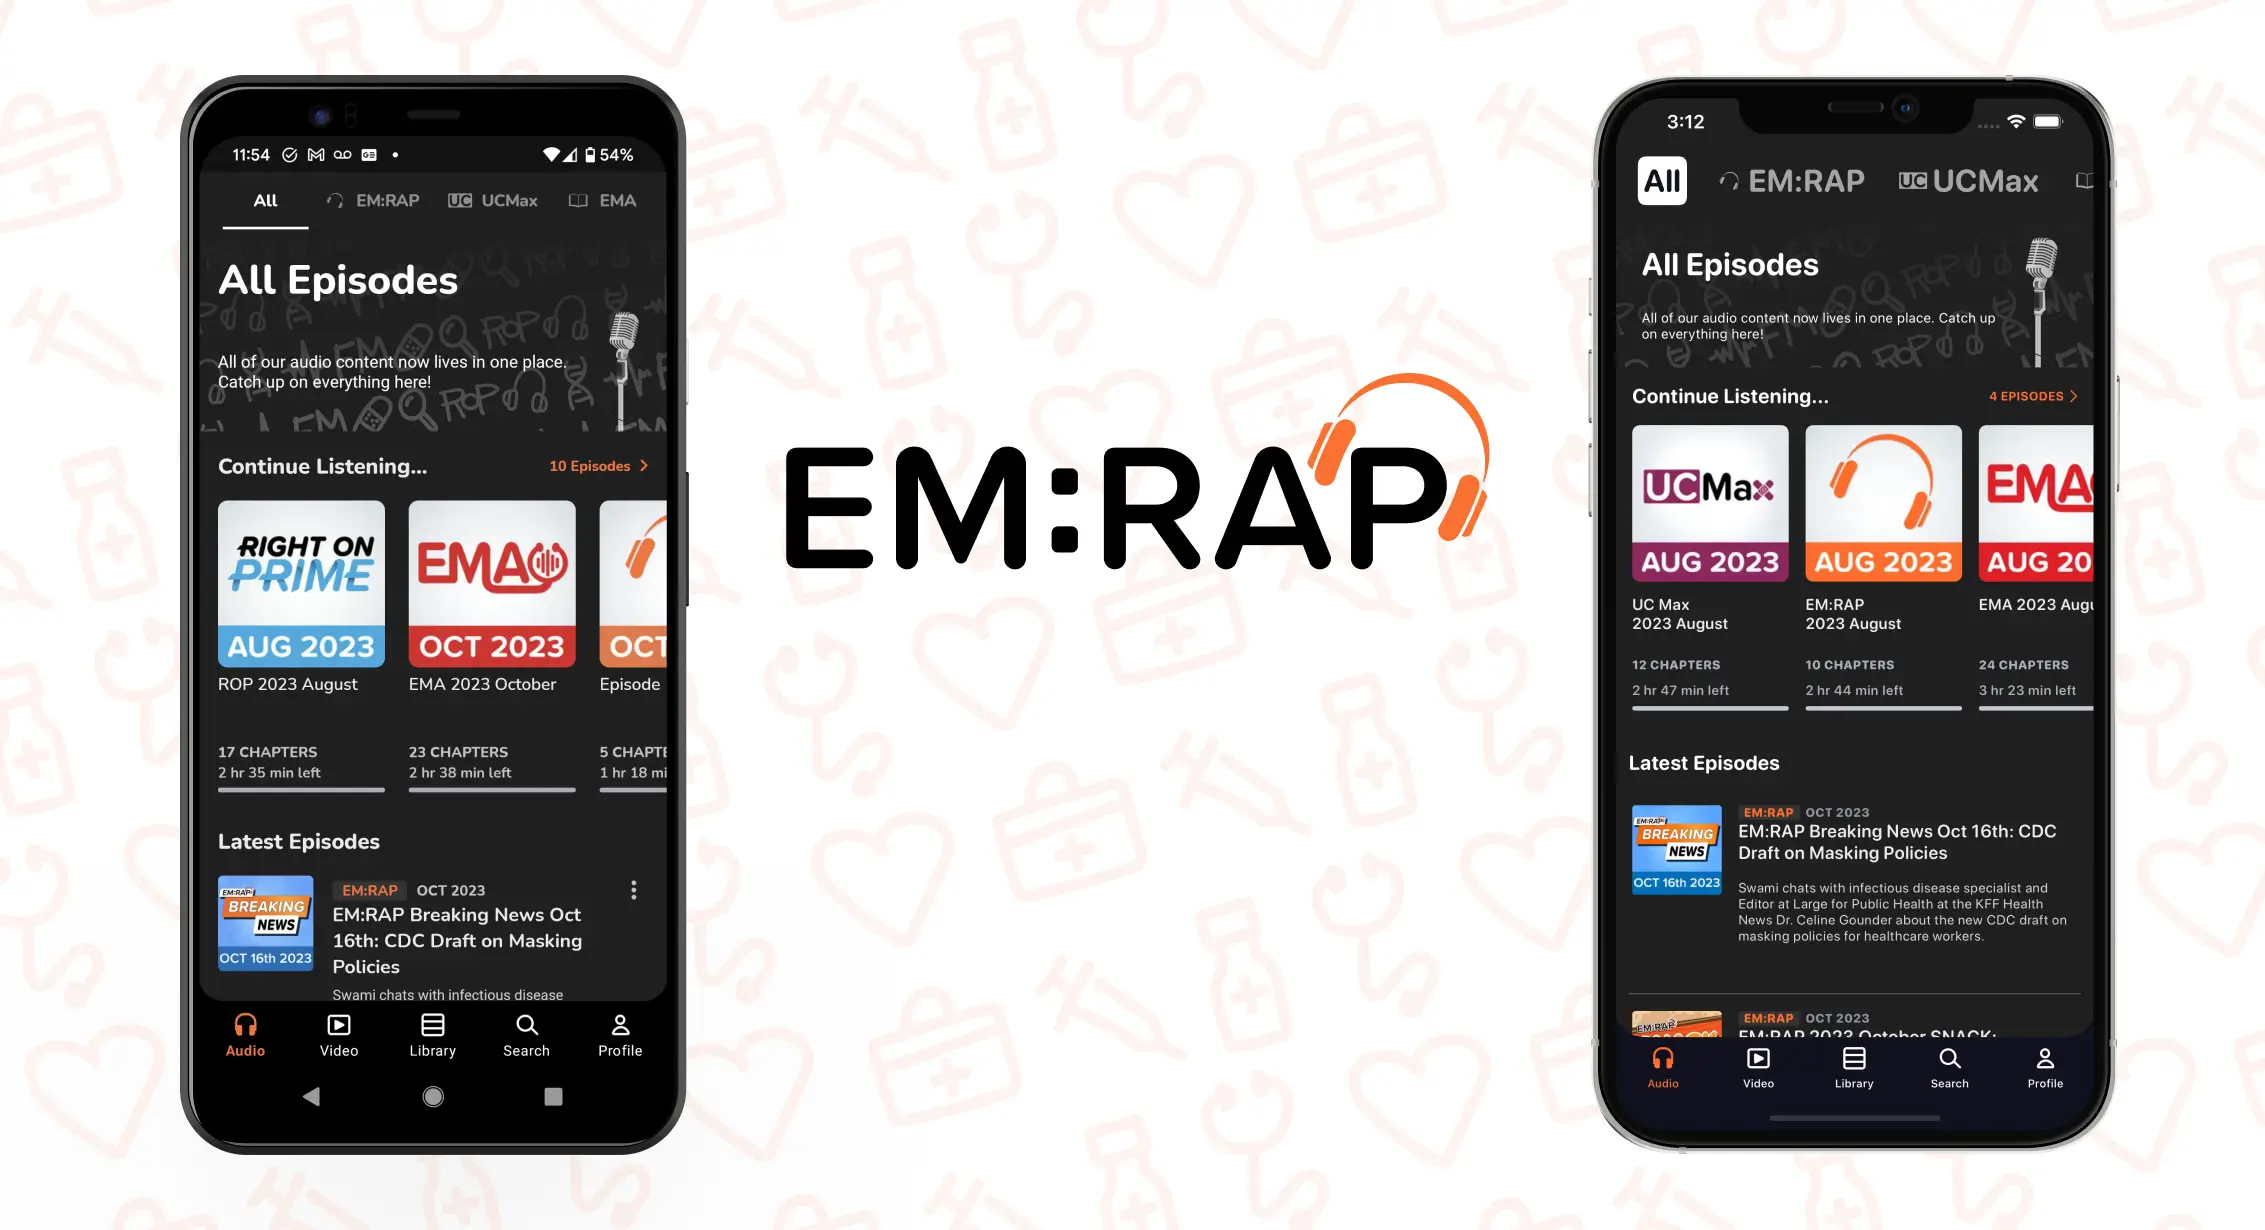 11:54
54%
All
EM:RAP
UC UCMax
EMA
All Episodes
All of our audio content now lives in one place.
Catch up on everything here!
Continue Listening...
10 Episodes
RIGHT ON
PRIME
AUG 2023
EMA
OCT 2023
OCT
ROP 2023 August
EMA 2023 October
Episode
17 CHAPTERS
23 CHAPTERS
5 CHAPTE
2 hr 35 min left
2 hr 38 min left
1 hr 18 mi
Latest Episodes
EM:RAP
BREAKING
NEWS
OCT 16th 2023
EM:RAP
OCT 2023
EM:RAP Breaking News Oct
16th: CDC Draft on Masking
Policies
Swami chats with infectious disease
Audio
Video
Library
Search
Profile
EM:RAP
3:12
All
EM:RAP
UC UCMax
All Episodes
All of our audio content now lives in one place. Catch up
on everything here!
Continue Listening...
4 EPISODES
UCMax
AUG 2023
AUG 2023
EMA
AUG 20
UC Max
2023 August
EM:RAP
2023 August
EMA 2023 Augu
12 CHAPTERS
10 CHAPTERS
24 CHAPTERS
2 hr 47 min left
2 hr 44 min left
3 hr 23 min left
Latest Episodes
EM:RAP
BREAKING
NEWS
OCT 16th 2023
EM:RAP OCT 2023
EM:RAP Breaking News Oct 16th: CDC
Draft on Masking Policies
Swami chats with infectious disease specialist and
Editor at Large for Public Health at the KFF Health
News Dr. Celine Gounder about the new CDC draft on
masking policies for healthcare workers.
EM:RAP
EM:RAP OCT 2023
EM:RAP 2023 October SNACK:
Audio
Video
Library
Search
Profile